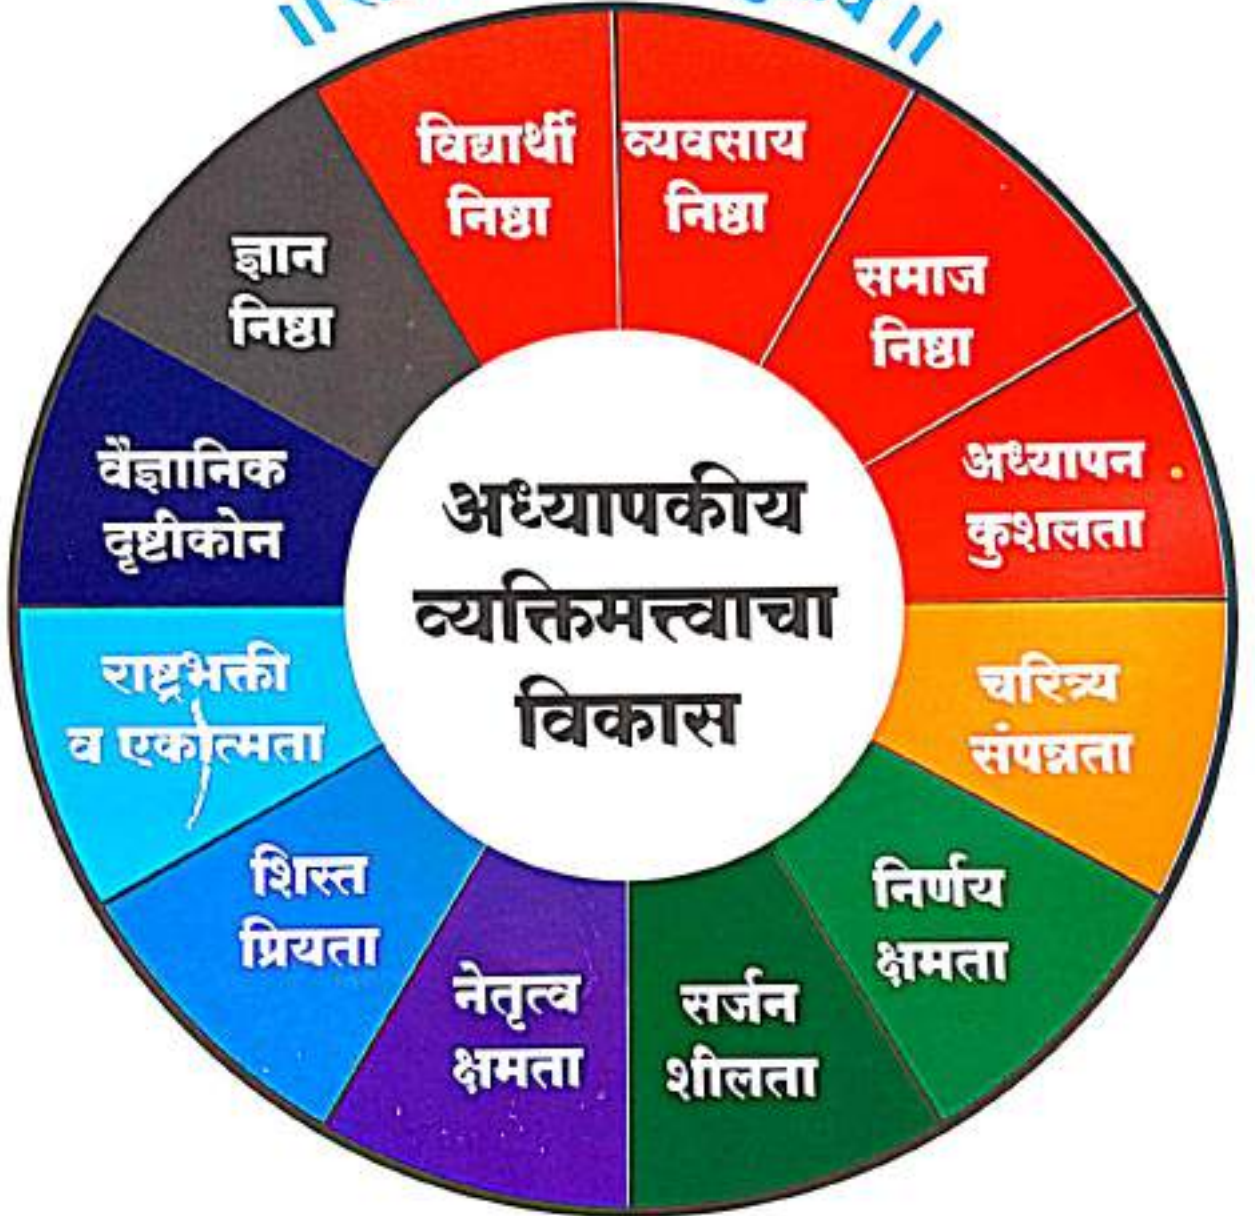 विद्यार्थी
निष्ठा
व्यवसाय
निष्ठा
समाज
निष्ठा
अध्यापन
कुशलता
चरित्र्य
संपन्नता
निर्णय
क्षमता
सर्जन
शीलता
नेतृत्व
क्षमता
शिस्त
प्रियता
राष्ट्रभक्ती
व एकात्मता
वैज्ञानिक
दृष्टीकोन
ज्ञान
निष्ठा
अध्यापकीय
व्यक्तिमत्त्वाचा
विकास